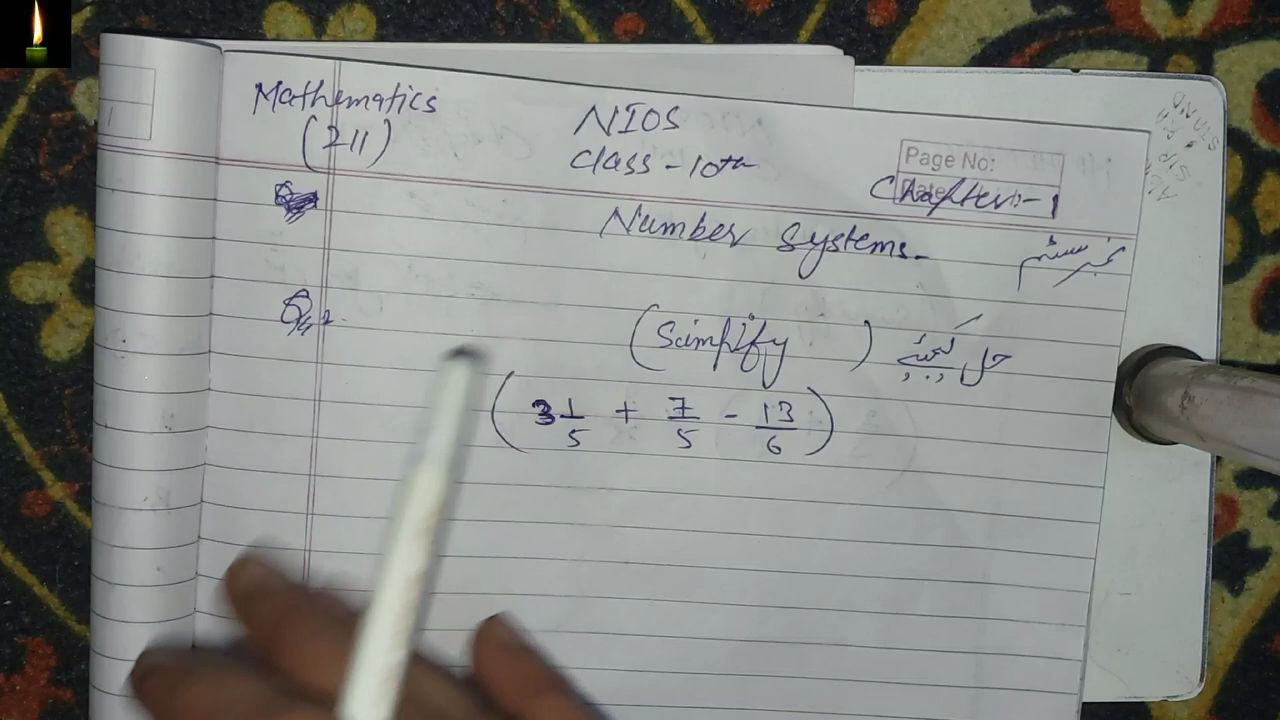 Mathematics
(211)
NIOS
Class - 10th
Page No:
Chapter:- 1
Number Systems.
نمبر سسٹم
Q.2.
(Simplify) حل کیجئے
(3 1/5 + 7/5 - 13/6)